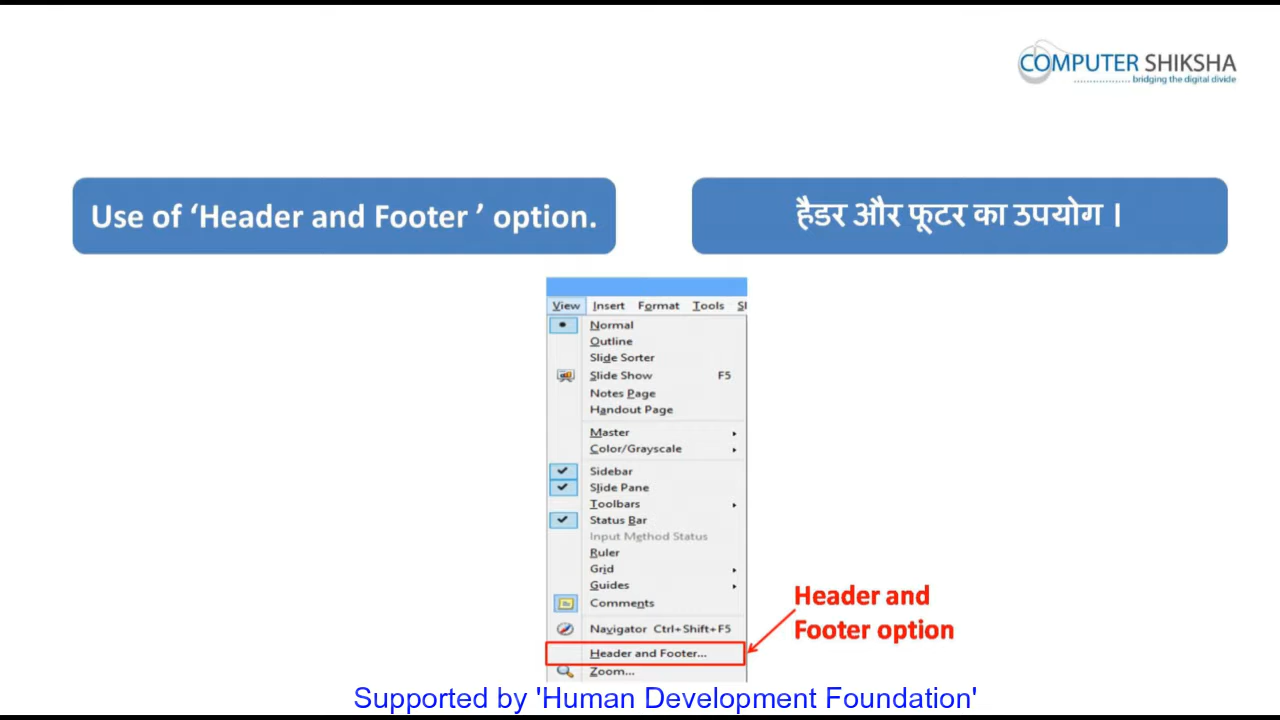 COMPUTER SHIKSHA
bridging the digital divide
Use of ‘Header and Footer ’ option.
हैडर और फूटर का उपयोग ।
View Insert Format Tools Sl
Normal
Outline
Slide Sorter
Slide Show F5
Notes Page
Handout Page
Master
Color/Grayscale
Sidebar
Slide Pane
Toolbars
Status Bar
Input Method Status
Ruler
Grid
Guides
Comments
Navigator Ctrl+Shift+F5
Header and Footer...
Zoom...
Header and
Footer option
Supported by 'Human Development Foundation'